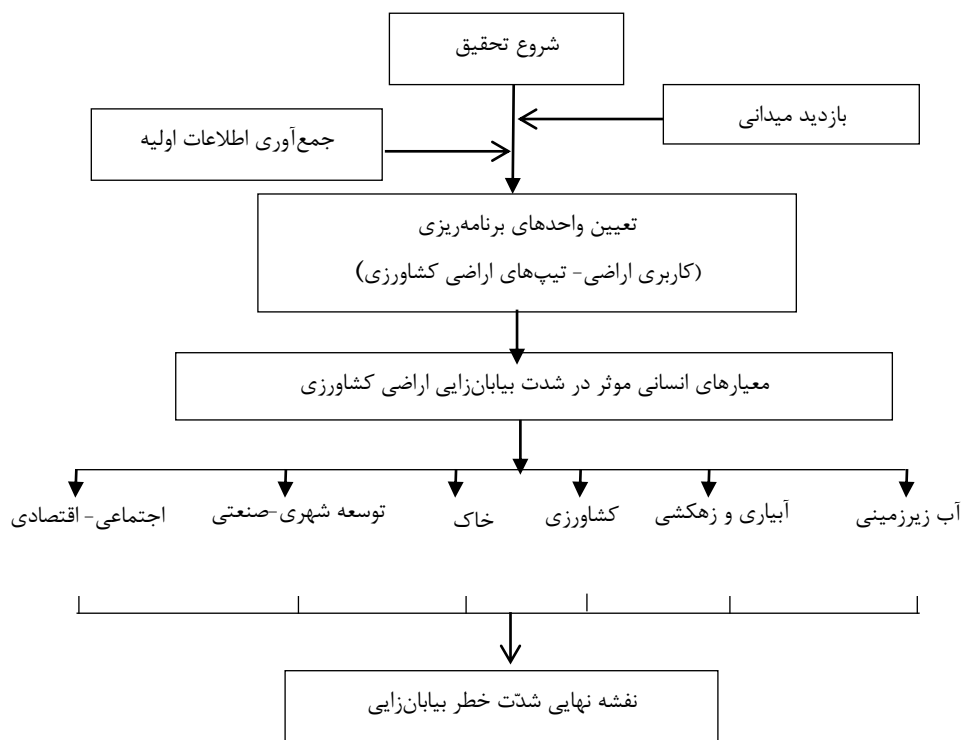 شروع تحقیق
بازدید میدانی
جمع‌آوری اطلاعات اولیه
تعیین واحدهای برنامه‌ریزی
(کاربری اراضی- تیپ‌های اراضی کشاورزی)
معیارهای انسانی موثر در شدت بیابان‌زایی اراضی کشاورزی
آب زیرزمینی
آبیاری و زهکشی
کشاورزی
خاک
توسعه شهری-صنعتی
اجتماعی- اقتصادی
نقشه نهایی شدّت خطر بیابان‌زایی